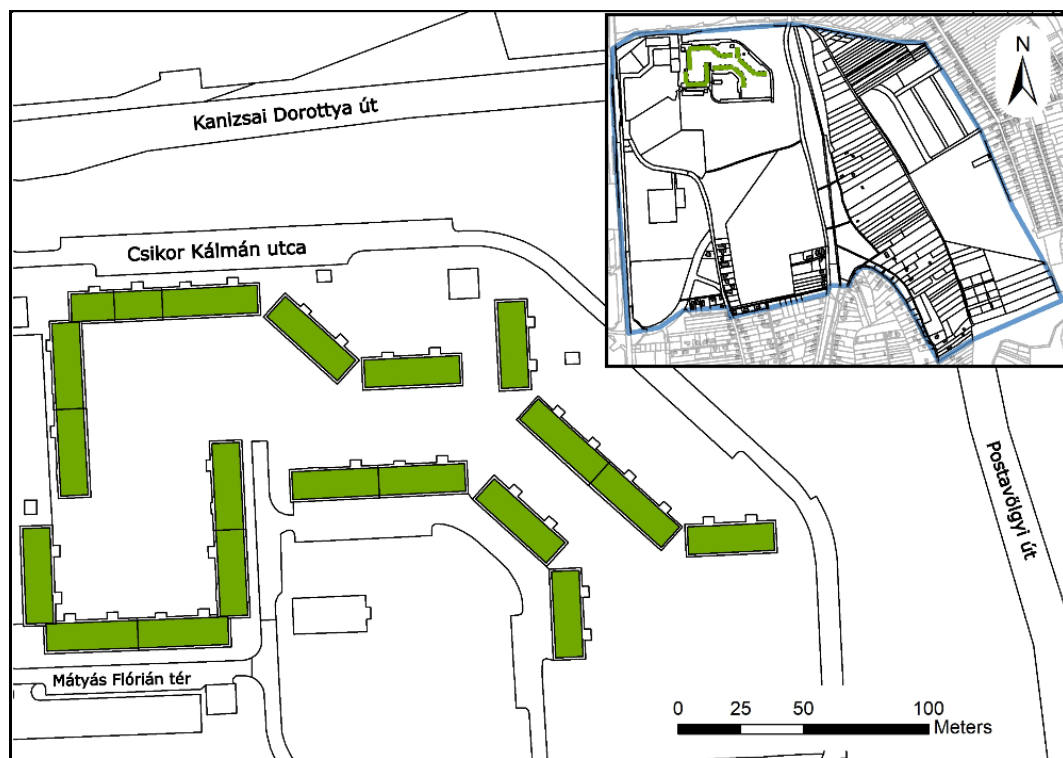 N
Kanizsai Dorottya út
Csikor Kálmán utca
Postavölgyi út
Mátyás Flórián tér
0 25 50 100
Meters